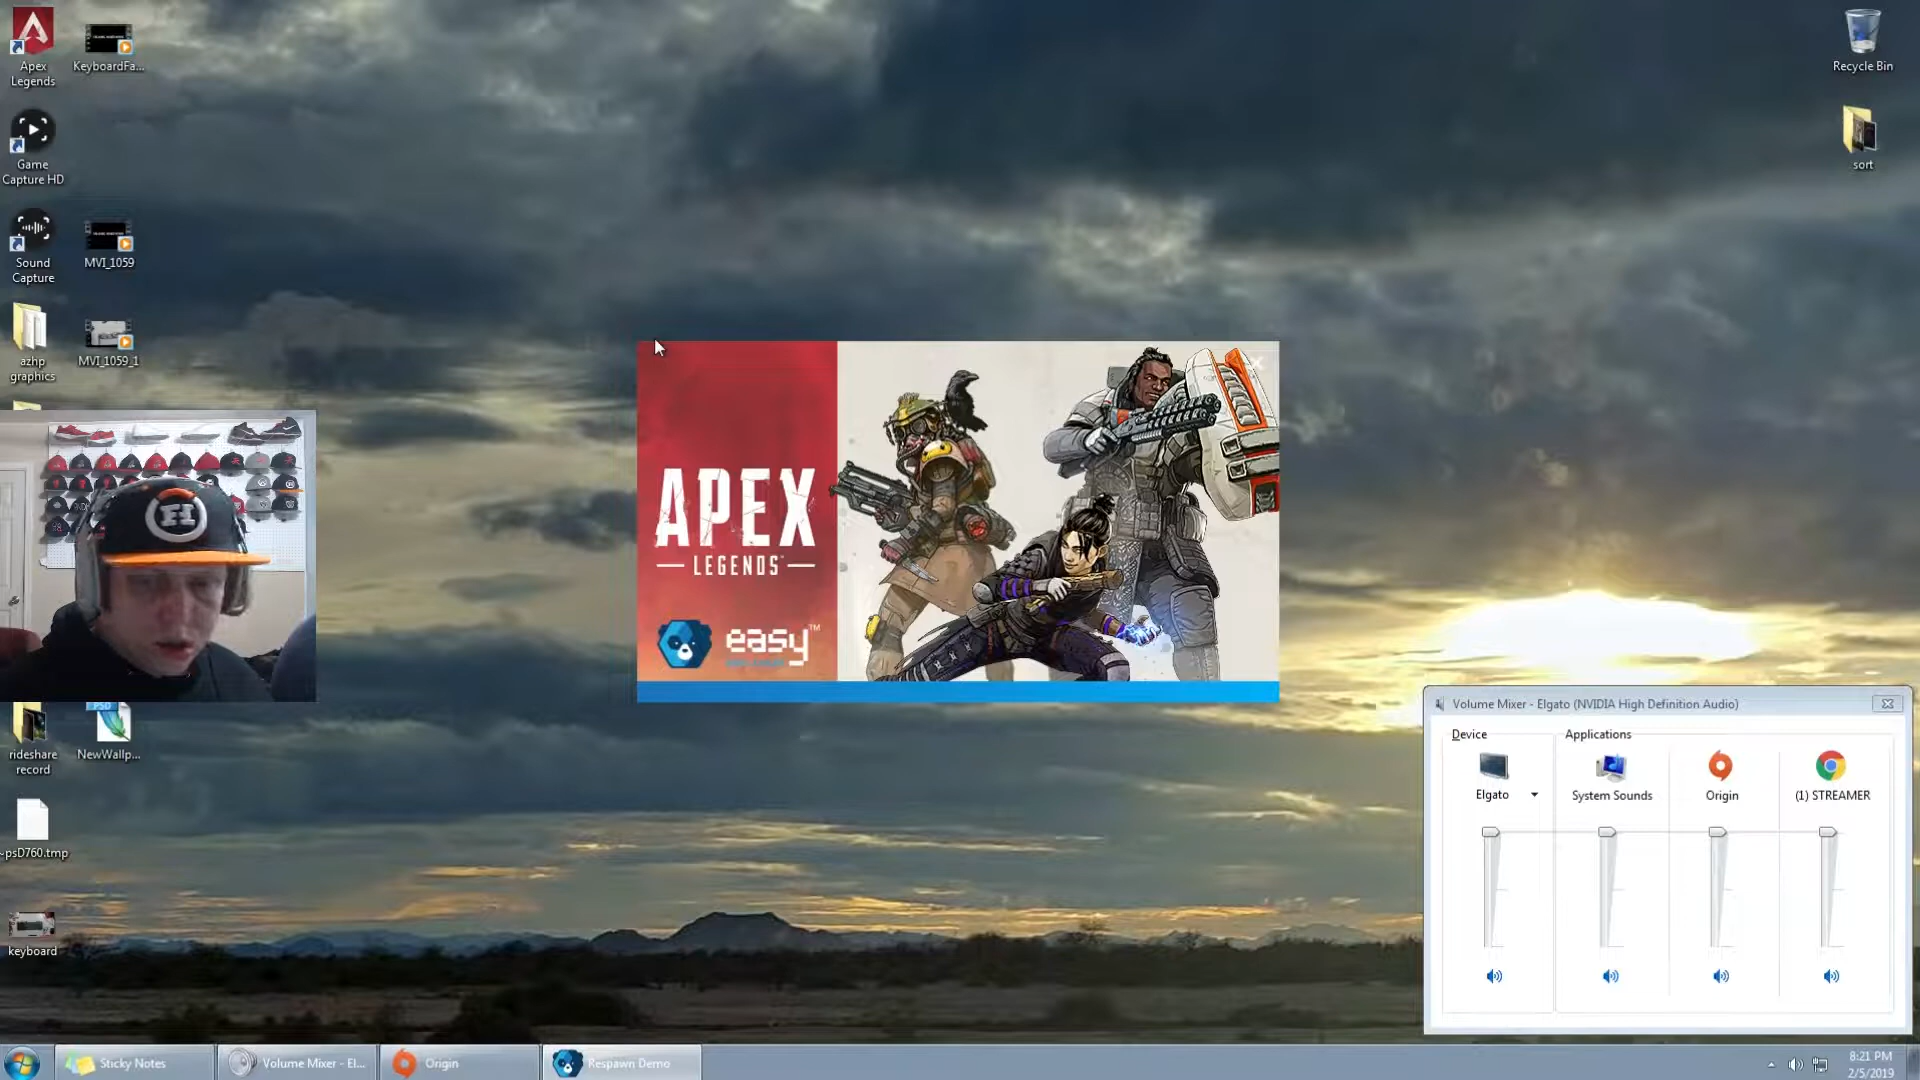 Apex
Legends
KeyboardFa...
Recycle Bin
Game
Capture HD
sort
Sound
Capture
MVI_1059
azhp
graphics
MVI_1059_1
APEX
LEGENDS
easy™
rideshare
record
NewWallp...
PSD
~psD760.tmp
keyboard
Volume Mixer - Elgato (NVIDIA High Definition Audio)
Device
Applications
Elgato
System Sounds
Origin
(1) STREAMER
Sticky Notes
Volume Mixer - El...
Origin
Respawn Demo
8:21 PM
2/5/2019